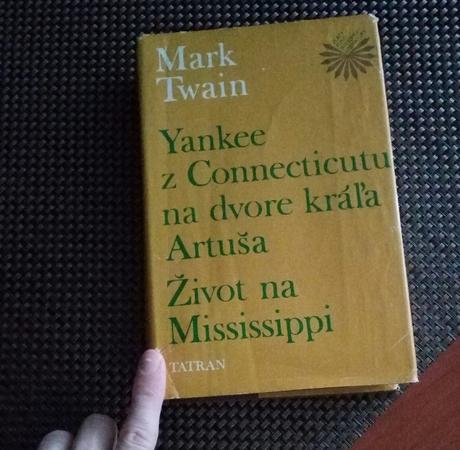 Mark
Twain
Yankee
z Connecticutu
na dvore kráľa
Artuša
Život na
Mississippi
TATRAN